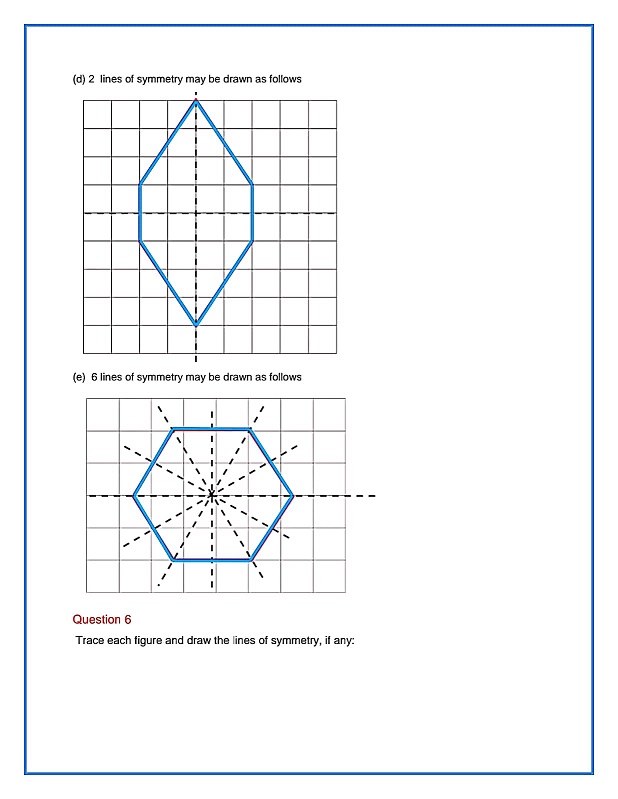 (d) 2 lines of symmetry may be drawn as follows
(e) 6 lines of symmetry may be drawn as follows
Question 6
Trace each figure and draw the lines of symmetry, if any: